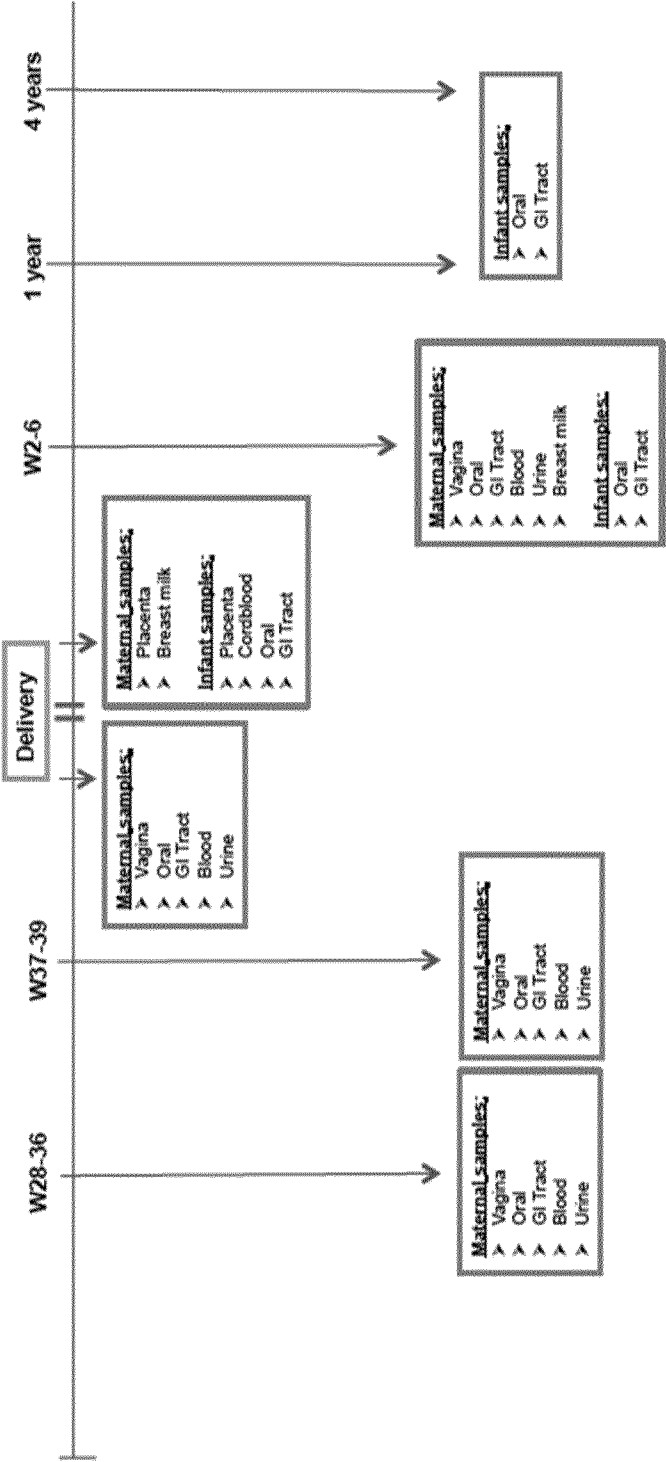 W28-36
W37-39
Delivery
W2-6
1 year
4 years
Maternal samples:
Vagina
Oral
GI Tract
Blood
Urine
Maternal samples:
Placenta
Breast milk
Infant samples:
Placenta
Cordblood
Oral
GI Tract
Maternal samples:
Vagina
Oral
GI Tract
Blood
Urine
Maternal samples:
Vagina
Oral
GI Tract
Blood
Urine
Maternal samples:
Vagina
Oral
GI Tract
Blood
Urine
Breast milk
Infant samples:
Oral
GI Tract
Infant samples:
Oral
GI Tract